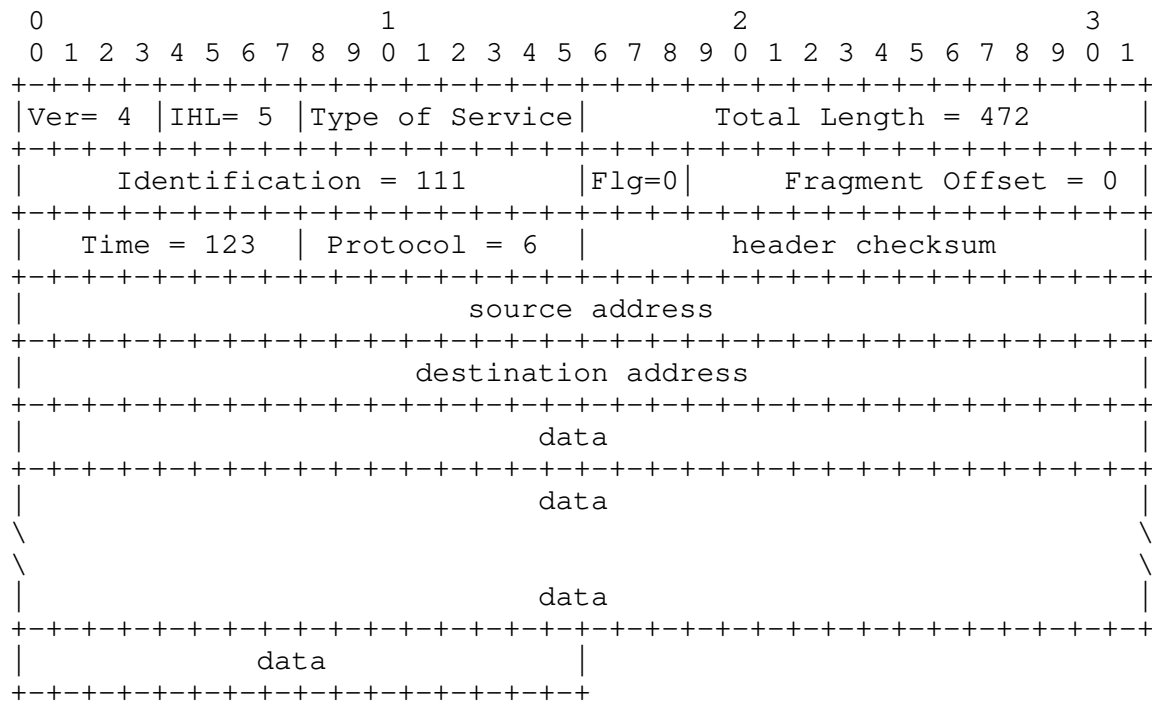 0                   1                   2                   3
 0 1 2 3 4 5 6 7 8 9 0 1 2 3 4 5 6 7 8 9 0 1 2 3 4 5 6 7 8 9 0 1
+-+-+-+-+-+-+-+-+-+-+-+-+-+-+-+-+-+-+-+-+-+-+-+-+-+-+-+-+-+-+-+-+
|Ver= 4 |IHL= 5 |Type of Service|        Total Length = 472     |
+-+-+-+-+-+-+-+-+-+-+-+-+-+-+-+-+-+-+-+-+-+-+-+-+-+-+-+-+-+-+-+-+
|     Identification = 111      |Flg=0|     Fragment Offset = 0 |
+-+-+-+-+-+-+-+-+-+-+-+-+-+-+-+-+-+-+-+-+-+-+-+-+-+-+-+-+-+-+-+-+
|   Time = 123  | Protocol = 6  |        header checksum        |
+-+-+-+-+-+-+-+-+-+-+-+-+-+-+-+-+-+-+-+-+-+-+-+-+-+-+-+-+-+-+-+-+
|                         source address                        |
+-+-+-+-+-+-+-+-+-+-+-+-+-+-+-+-+-+-+-+-+-+-+-+-+-+-+-+-+-+-+-+-+
|                      destination address                      |
+-+-+-+-+-+-+-+-+-+-+-+-+-+-+-+-+-+-+-+-+-+-+-+-+-+-+-+-+-+-+-+-+
|                             data                              |
+-+-+-+-+-+-+-+-+-+-+-+-+-+-+-+-+-+-+-+-+-+-+-+-+-+-+-+-+-+-+-+-+
|                             data                              |
\                                                               \
\                                                               \
|                             data                              |
+-+-+-+-+-+-+-+-+-+-+-+-+-+-+-+-+-+-+-+-+-+-+-+-+-+-+-+-+-+-+-+-+
|             data              |
+-+-+-+-+-+-+-+-+-+-+-+-+-+-+-+-+